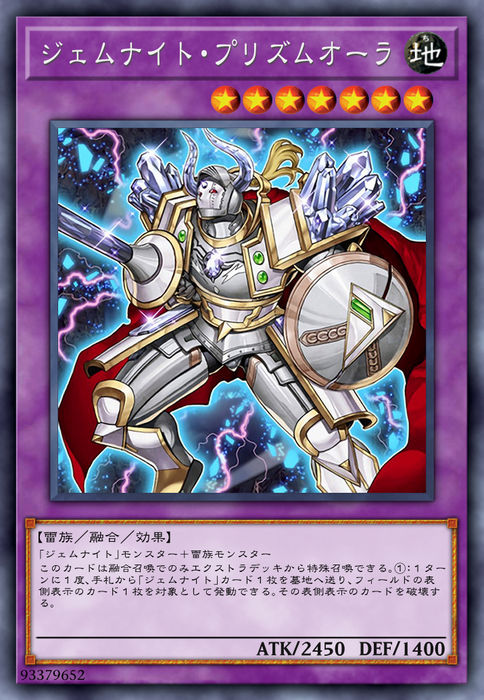 ジェムナイト・プリズムオーラ
地
ち
【雷族／融合／効果】
「ジェムナイト」モンスター＋雷族モンスター
このカードは融合召喚でのみエクストラデッキから特殊召喚できる。①：１ター
ンに１度、手札から「ジェムナイト」カード１枚を墓地へ送り、フィールドの表
側表示のカード１枚を対象として発動できる。その表側表示のカードを破壊す
る。
ATK/2450 DEF/1400
93379652